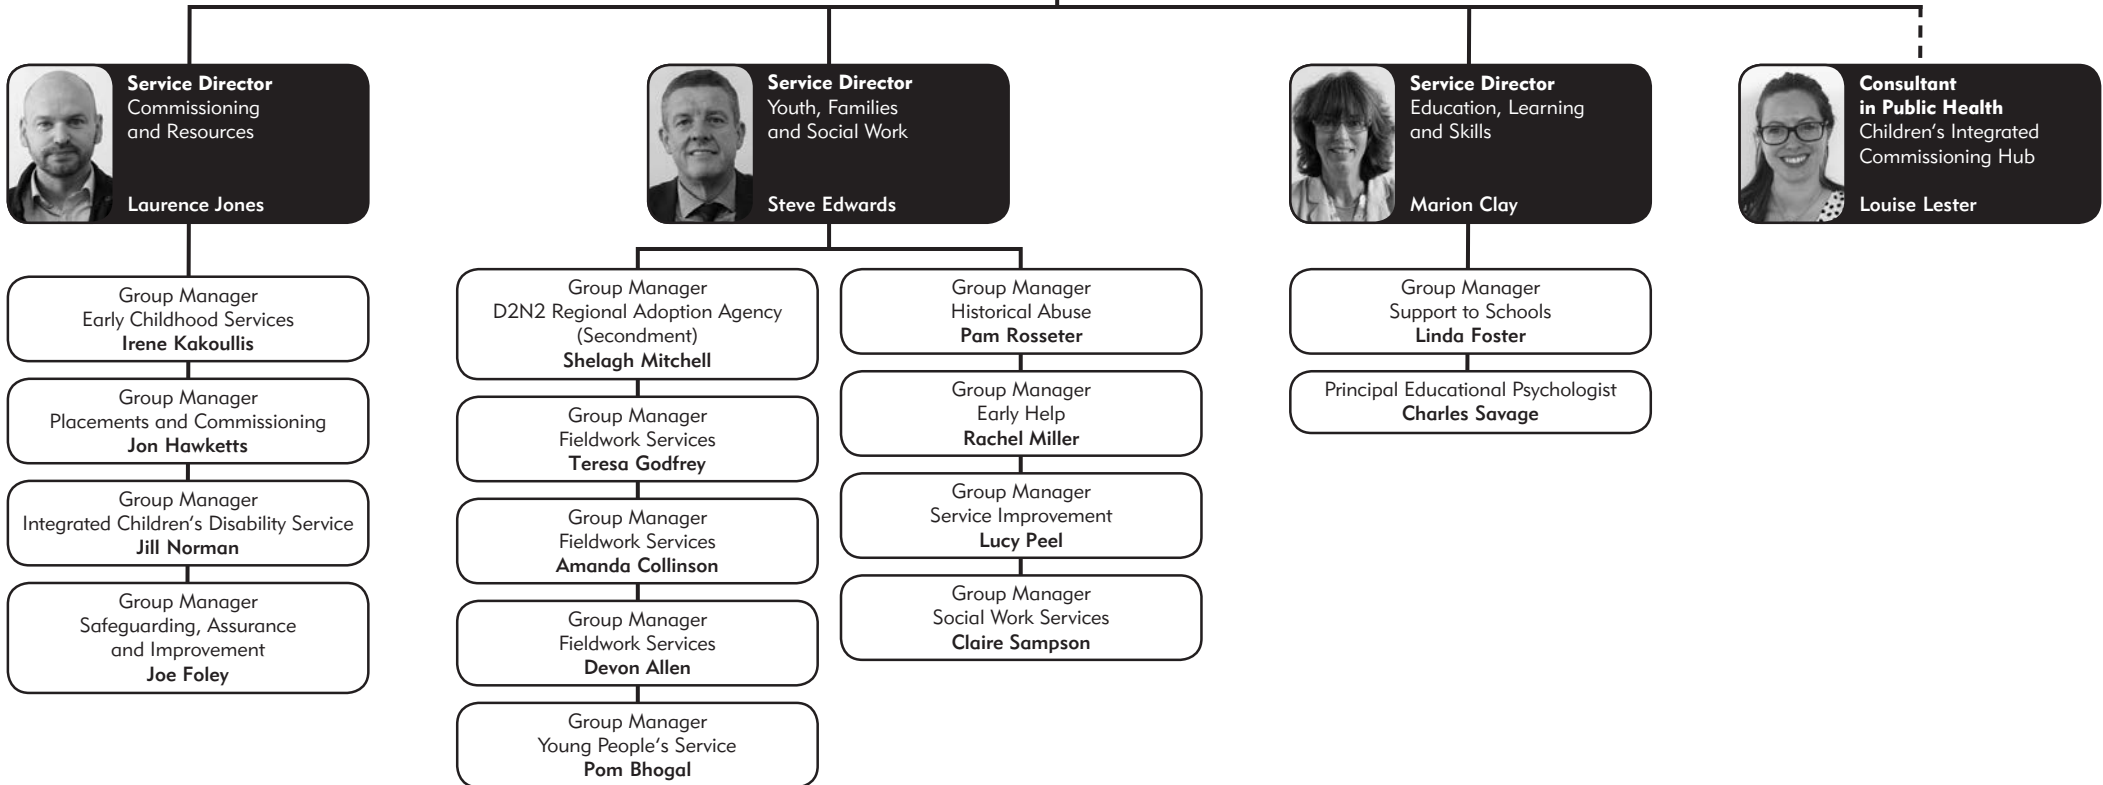 Service Director
Commissioning
and Resources
Laurence Jones
Service Director
Youth, Families
and Social Work
Steve Edwards
Service Director
Education, Learning
and Skills
Marion Clay
Consultant
in Public Health
Children's Integrated
Commissioning Hub
Louise Lester
Group Manager
Early Childhood Services
Irene Kakoullis
Group Manager
Placements and Commissioning
Jon Hawketts
Group Manager
Integrated Children's Disability Service
Jill Norman
Group Manager
Safeguarding, Assurance
and Improvement
Joe Foley
Group Manager
D2N2 Regional Adoption Agency
(Secondment)
Shelagh Mitchell
Group Manager
Fieldwork Services
Teresa Godfrey
Group Manager
Fieldwork Services
Amanda Collinson
Group Manager
Fieldwork Services
Devon Allen
Group Manager
Young People's Service
Pom Bhogal
Group Manager
Historical Abuse
Pam Rosseter
Group Manager
Early Help
Rachel Miller
Group Manager
Service Improvement
Lucy Peel
Group Manager
Social Work Services
Claire Sampson
Group Manager
Support to Schools
Linda Foster
Principal Educational Psychologist
Charles Savage